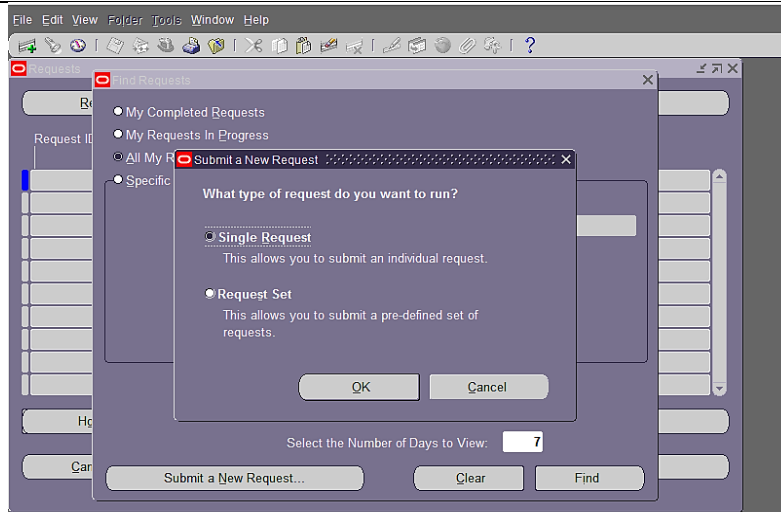 File Edit View Folder Tools Window Help
Requests
Find Requests
My Completed Requests
My Requests In Progress
Request ID
All My R
Submit a New Request
Specific
What type of request do you want to run?
Single Request
This allows you to submit an individual request.
Request Set
This allows you to submit a pre-defined set of
requests.
OK Cancel
Select the Number of Days to View: 7
Submit a New Request... Clear Find